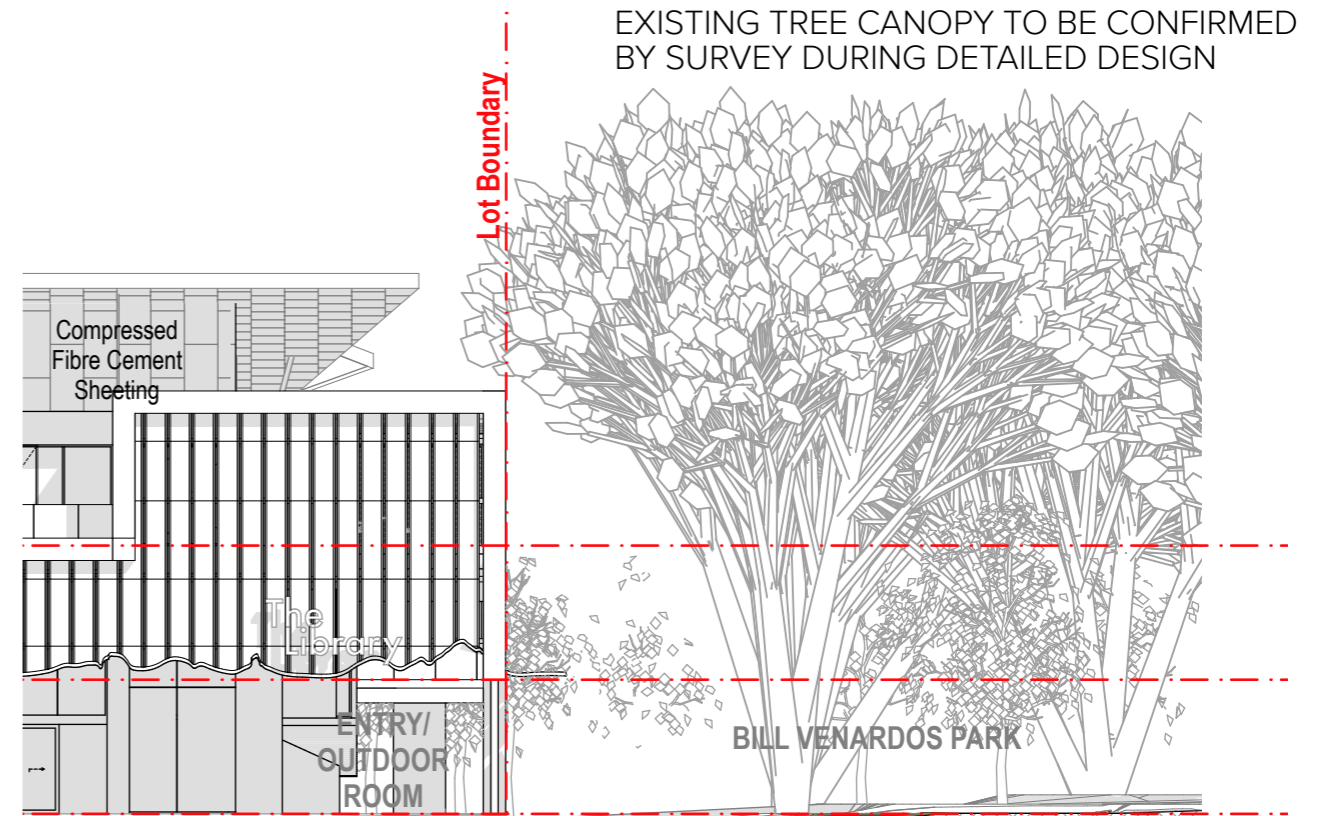 EXISTING TREE CANOPY TO BE CONFIRMED
BY SURVEY DURING DETAILED DESIGN
Lot Boundary
Compressed
Fibre Cement
Sheeting
The
Library
ENTRY/
OUTDOOR
ROOM
BILL VENARDOS PARK